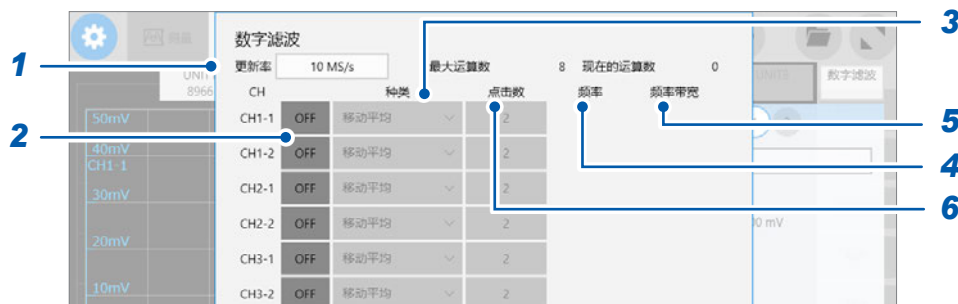 3
数字滤波
测量
1
更新率 10 MS/s 最大运算数 8 现在的运算数 0
UNIT
8966
UNITE
数字滤波
CH 种类 点击数 频率 频率带宽
50mV
CH1-1 OFF 移动平均 2
5
2
40mV
CH1-1
CH1-2 OFF 移动平均 2
4
30mV
CH2-1 OFF 移动平均 2
6
20mV
CH2-2 OFF 移动平均 2
00 mV
CH3-1 OFF 移动平均 2
10mV
CH3-2 OFF 移动平均 2